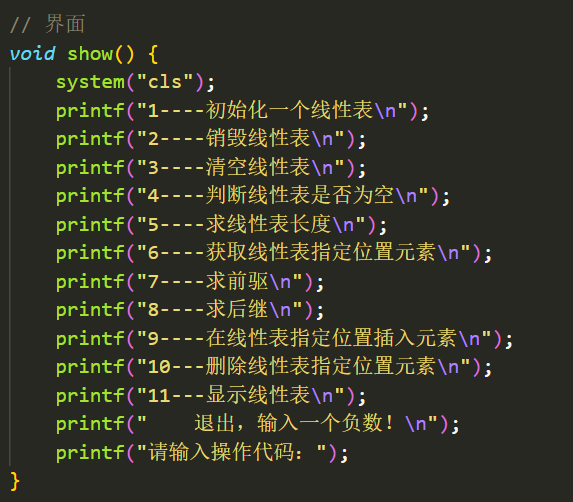 // 界面
void show() {
    system("cls");
    printf("1----初始化一个线性表\n");
    printf("2----销毁线性表\n");
    printf("3----清空线性表\n");
    printf("4----判断线性表是否为空\n");
    printf("5----求线性表长度\n");
    printf("6----获取线性表指定位置元素\n");
    printf("7----求前驱\n");
    printf("8----求后继\n");
    printf("9----在线性表指定位置插入元素\n");
    printf("10---删除线性表指定位置元素\n");
    printf("11---显示线性表\n");
    printf("    退出，输入一个负数！\n");
    printf("请输入操作代码：");
}